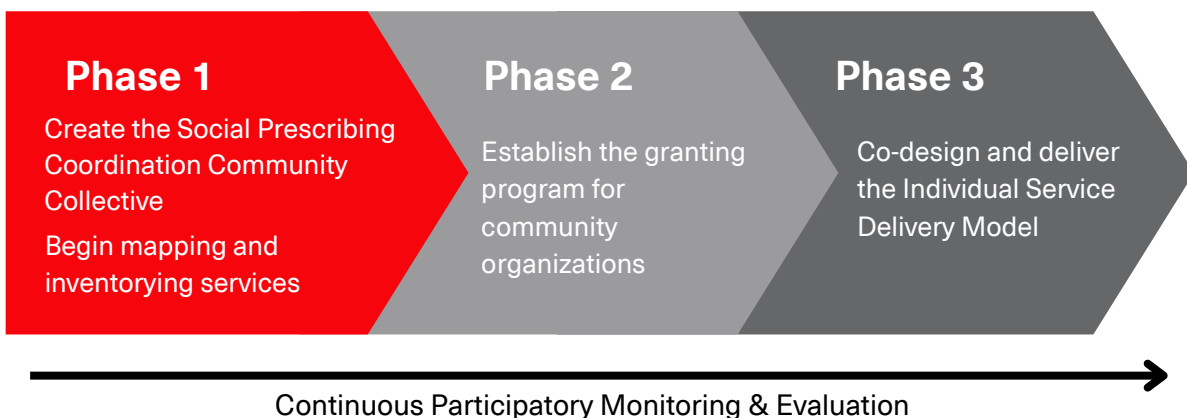 Phase 1
Create the Social Prescribing
Coordination Community
Collective
Begin mapping and
inventorying services
Phase 2
Establish the granting
program for
community
organizations
Phase 3
Co-design and deliver
the Individual Service
Delivery Model
Continuous Participatory Monitoring & Evaluation